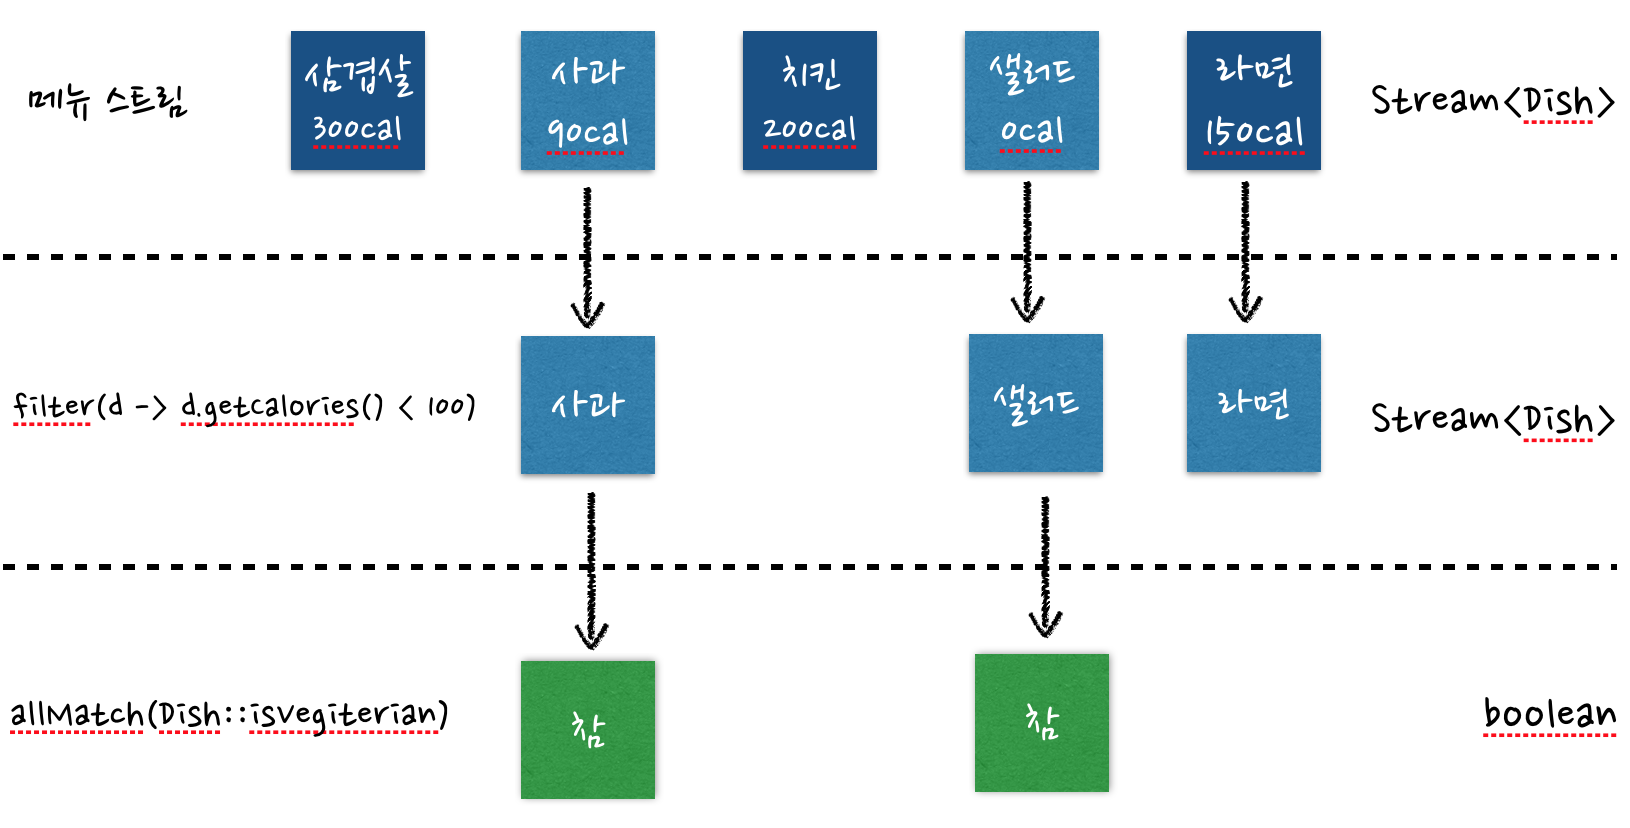 메뉴 스트림
삼겹살
300cal
사과
90cal
치킨
200cal
샐러드
0cal
라면
150cal
Stream<Dish>
filter(d -> d.getcalories() < 100)
사과
샐러드
라면
Stream<Dish>
allMatch(Dish::isvegiterian)
참
참
boolean